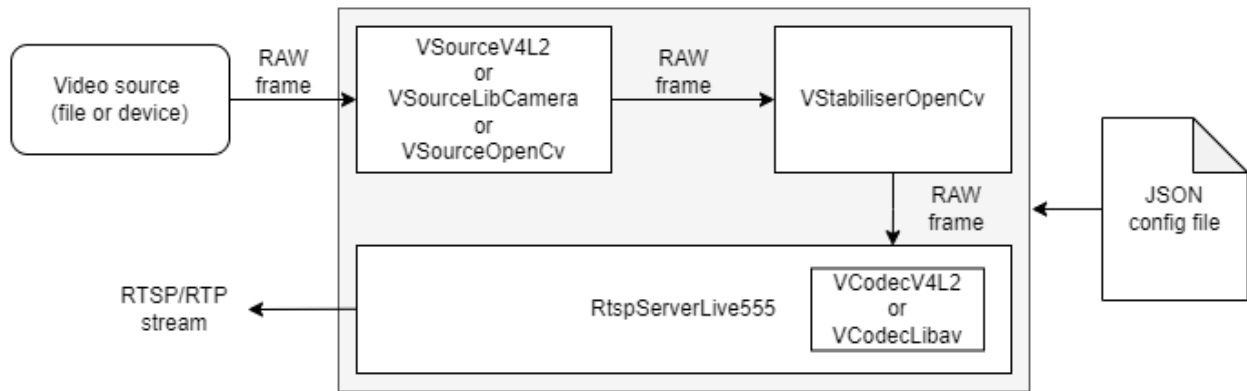 Video source
(file or device)
RAW
frame
VSourceV4L2
or
VSourceLibCamera
or
VSourceOpenCv
RAW
frame
VStabiliserOpenCv
RAW
frame
JSON
config file
RTSP/RTP
stream
RtspServerLive555
VCodecV4L2
or
VCodecLibav